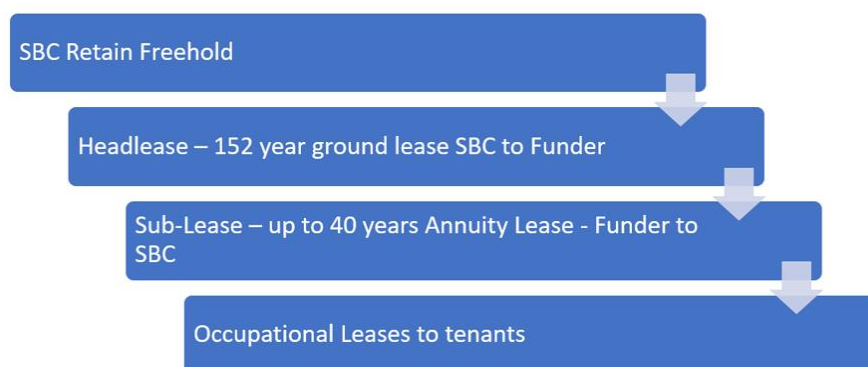 SBC Retain Freehold
Headlease – 152 year ground lease SBC to Funder
Sub-Lease – up to 40 years Annuity Lease - Funder to
SBC
Occupational Leases to tenants